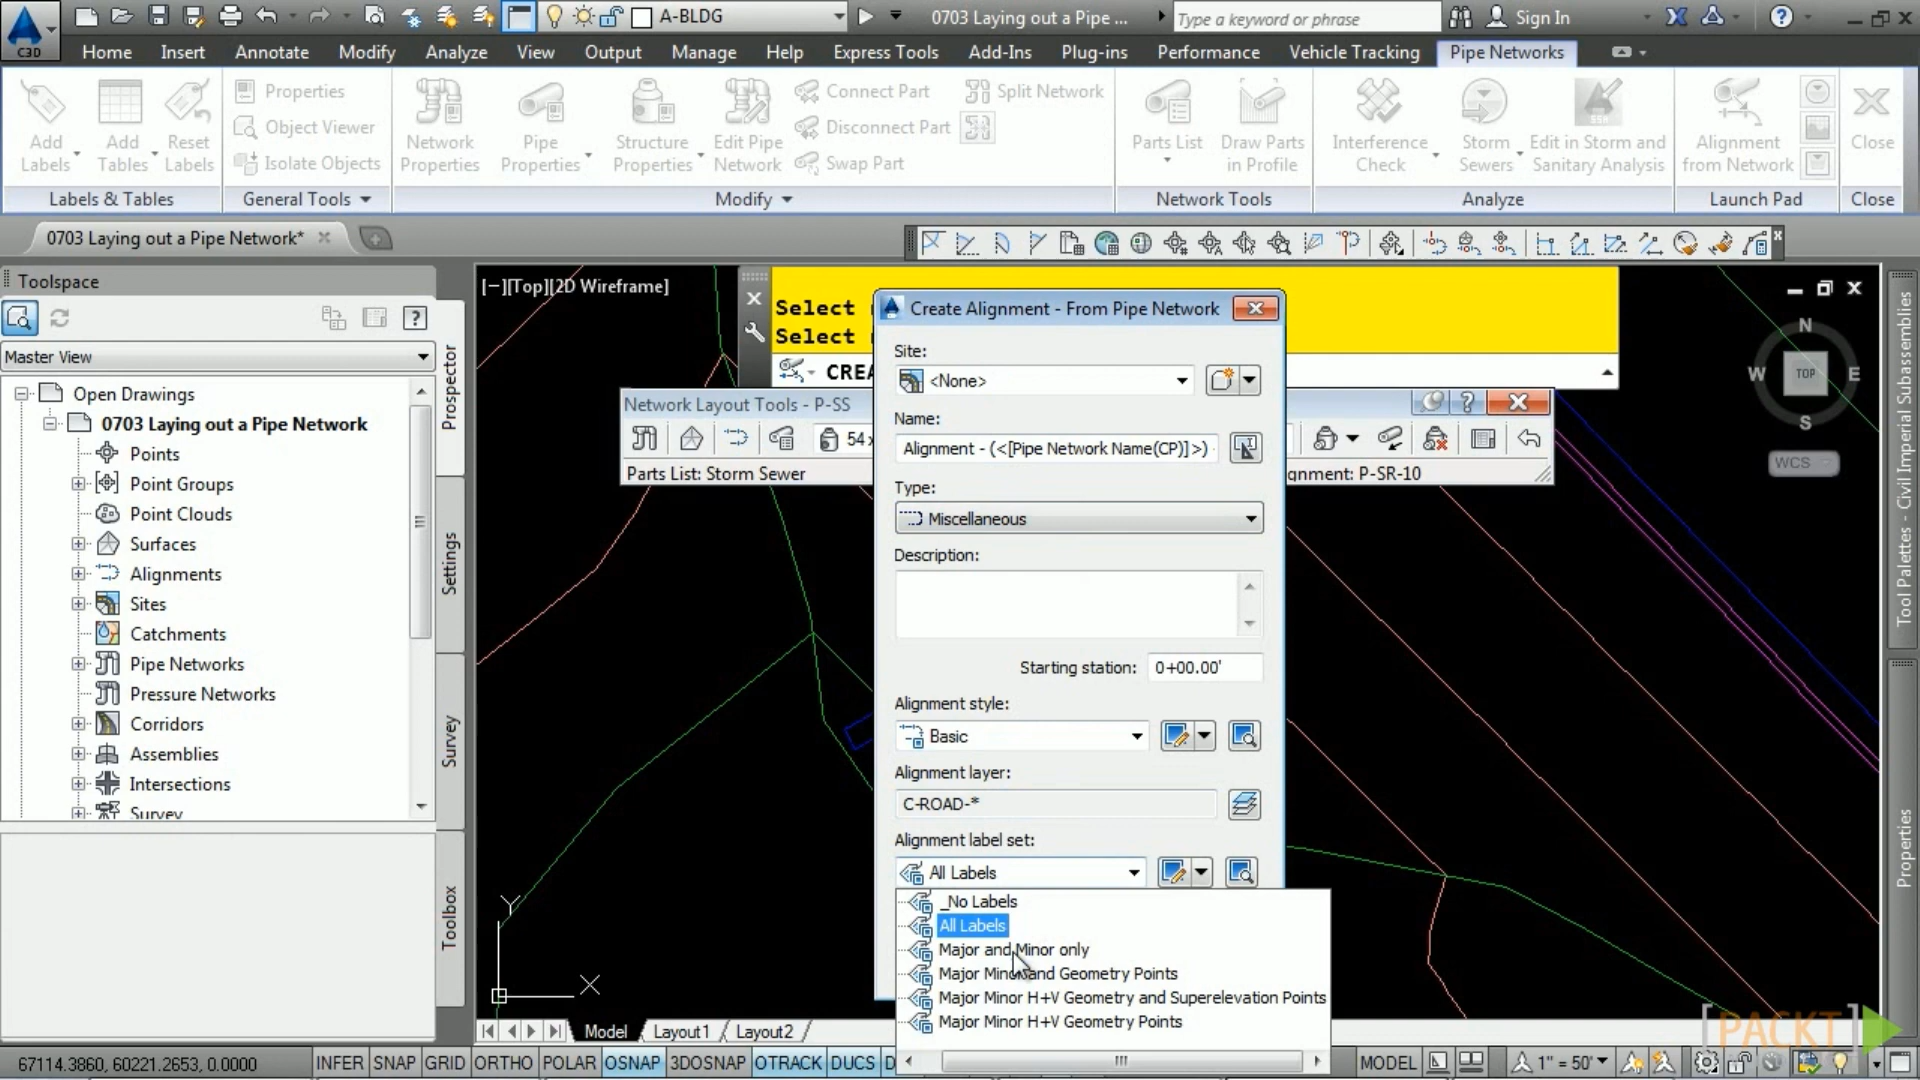 C3D
A-BLDG
0703 Laying out a Pipe ...
Type a keyword or phrase
Sign In
Home
Insert
Annotate
Modify
Analyze
View
Output
Manage
Help
Express Tools
Add-Ins
Plug-ins
Performance
Vehicle Tracking
Pipe Networks
Add Labels
Add Tables
Reset Labels
Properties
Object Viewer
Isolate Objects
Network Properties
Pipe Properties
Structure Properties
Edit Pipe Network
Connect Part
Disconnect Part
Swap Part
Split Network
Parts List
Draw Parts in Profile
Interference Check
Storm Sewers
Edit in Storm and Sanitary Analysis
Alignment from Network
Close
Labels & Tables
General Tools
Modify
Network Tools
Analyze
Launch Pad
Close
0703 Laying out a Pipe Network*
Toolspace
Master View
Open Drawings
0703 Laying out a Pipe Network
Points
Point Groups
Point Clouds
Surfaces
Alignments
Sites
Catchments
Pipe Networks
Pressure Networks
Corridors
Assemblies
Intersections
Survey
Prospector
Settings
Survey
Toolbox
[−][Top][2D Wireframe]
Select
Select
CREA
Network Layout Tools - P-SS
54
Parts List: Storm Sewer
gnment: P-SR-10
Create Alignment - From Pipe Network
Site:
<None>
Name:
Alignment - (<[Pipe Network Name(CP)]>)
Type:
Miscellaneous
Description:
Starting station:
0+00.00'
Alignment style:
Basic
Alignment layer:
C-ROAD-*
Alignment label set:
All Labels
_No Labels
All Labels
Major and Minor only
Major Minor and Geometry Points
Major Minor H+V Geometry and Superelevation Points
Major Minor H+V Geometry Points
N
W
TOP
E
S
WCS
Tool Palettes - Civil Imperial Subassemblies
Properties
Y
X
Model
Layout1
Layout2
PACKT
67114.3860, 60221.2653, 0.0000
INFER
SNAP
GRID
ORTHO
POLAR
OSNAP
3DOSNAP
OTRACK
DUCS
D
MODEL
1" = 50'